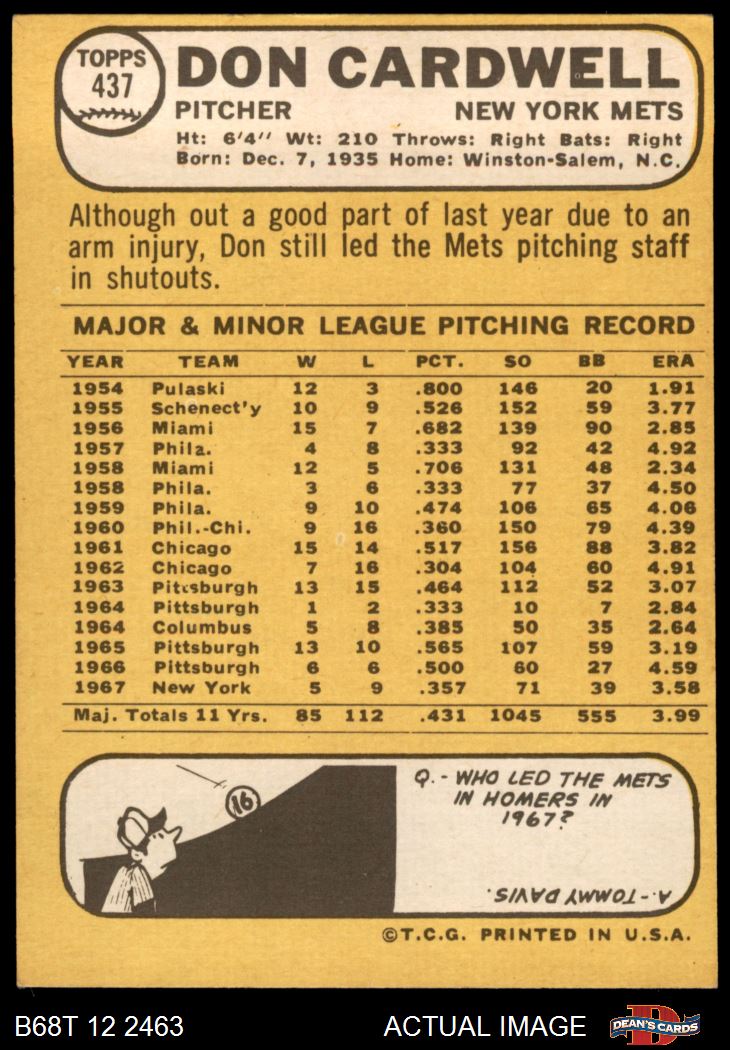 TOPPS
437
DON CARDWELL
PITCHER NEW YORK METS
Ht: 6'4" Wt: 210 Throws: Right Bats: Right
Born: Dec. 7, 1935 Home: Winston-Salem, N.C.
Although out a good part of last year due to an
arm injury, Don still led the Mets pitching staff
in shutouts.
MAJOR & MINOR LEAGUE PITCHING RECORD
YEAR TEAM W L PCT. SO BB ERA
1954 Pulaski 12 3 .800 146 20 1.91
1955 Schenect'y 10 9 .526 152 59 3.77
1956 Miami 15 7 .682 139 90 2.85
1957 Phila. 4 8 .333 92 42 4.92
1958 Miami 12 5 .706 131 48 2.34
1958 Phila. 3 6 .333 77 37 4.50
1959 Phila. 9 10 .474 106 65 4.06
1960 Phil.-Chi. 9 16 .360 150 79 4.39
1961 Chicago 15 14 .517 156 88 3.82
1962 Chicago 7 16 .304 104 60 4.91
1963 Pittsburgh 13 15 .464 112 52 3.07
1964 Pittsburgh 1 2 .333 10 7 2.84
1964 Columbus 5 8 .385 50 35 2.64
1965 Pittsburgh 13 10 .565 107 59 3.19
1966 Pittsburgh 6 6 .500 60 27 4.59
1967 New York 5 9 .357 71 39 3.58
Maj. Totals 11 Yrs. 85 112 .431 1045 555 3.99
16
Q. - WHO LED THE METS
IN HOMERS IN
1967?
A - TOMMY DAVIS.
©T.C.G. PRINTED IN U.S.A.
B68T 12 2463 ACTUAL IMAGE
DEAN'S CARDS